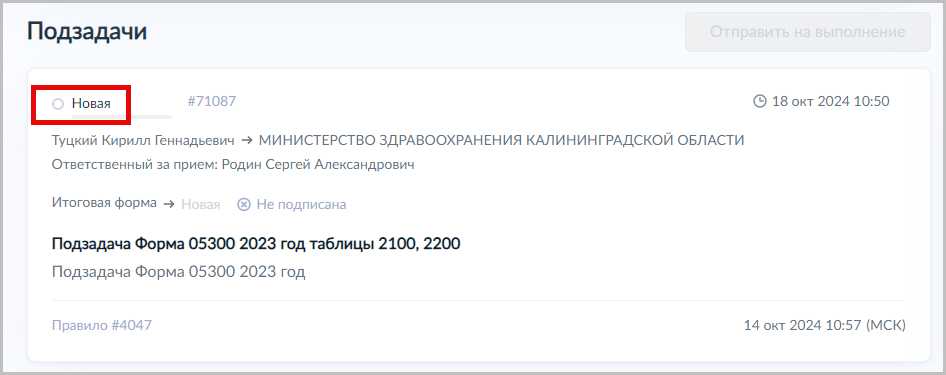 Подзадачи
Отправить на выполнение
Новая #71087 18 окт 2024 10:50
Туцкий Кирилл Геннадьевич → МИНИСТЕРСТВО ЗДРАВООХРАНЕНИЯ КАЛИНИНГРАДСКОЙ ОБЛАСТИ
Ответственный за прием: Родин Сергей Александрович
Итоговая форма → Новая Не подписана
Подзадача Форма 05300 2023 год таблицы 2100, 2200
Подзадача Форма 05300 2023 год
Правило #4047 14 окт 2024 10:57 (МСК)